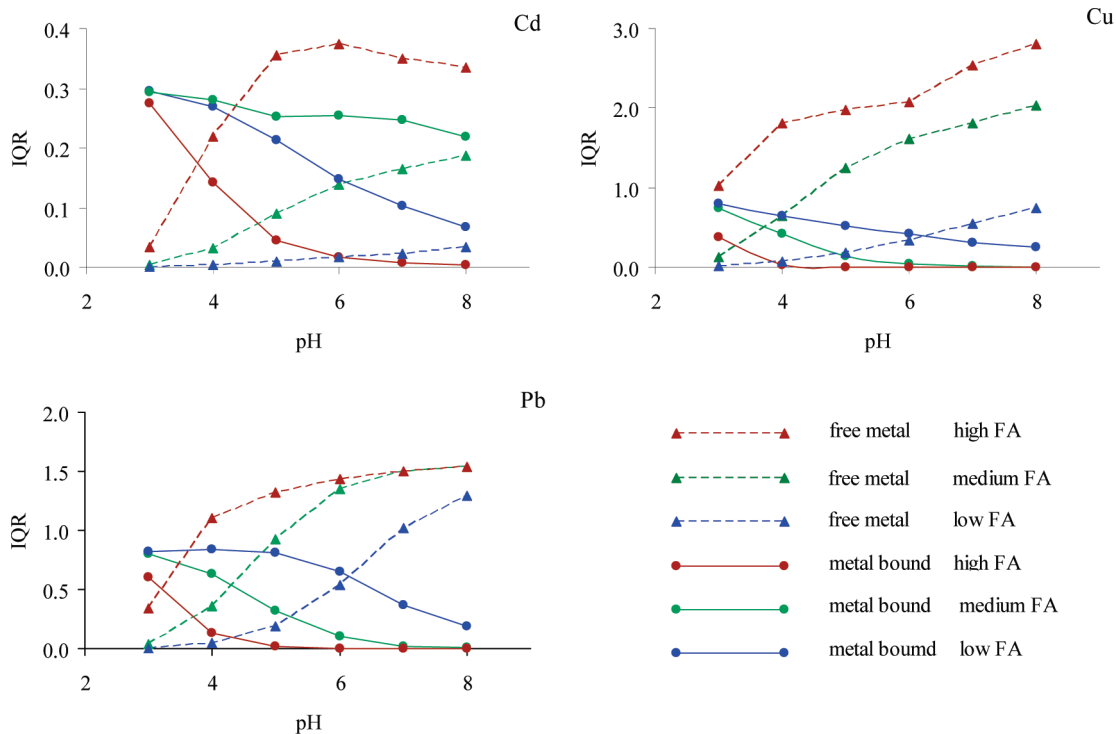 Cd
0.4
0.3
0.2
0.1
0.0
IQR
2 4 6 8
pH
Cu
3.0
2.0
1.0
0.0
IQR
2 4 6 8
pH
Pb
2.0
1.5
1.0
0.5
0.0
IQR
2 4 6 8
pH
free metal high FA
free metal medium FA
free metal low FA
metal bound high FA
metal bound medium FA
metal boumd low FA